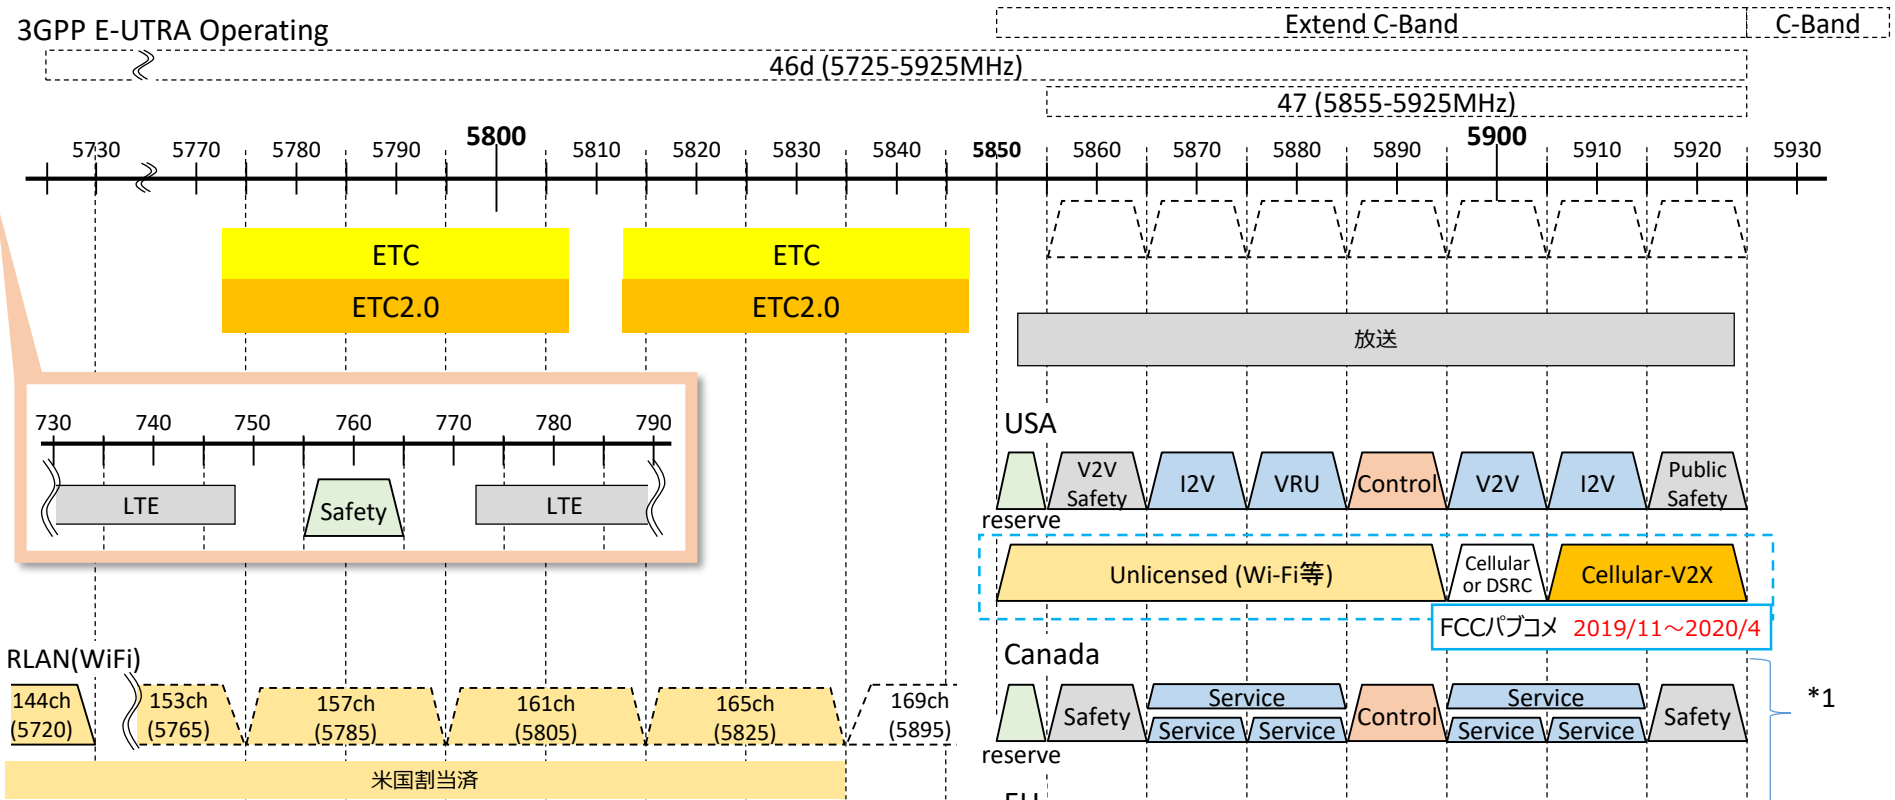 3GPP E-UTRA Operating
Extend C-Band
C-Band
46d (5725-5925MHz)
47 (5855-5925MHz)
5730 5770 5780 5790 5800 5810 5820 5830 5840 5850 5860 5870 5880 5890 5900 5910 5920 5930
ETC
ETC
ETC2.0
ETC2.0
放送
730 740 750 760 770 780 790
LTE
Safety
LTE
USA
reserve
V2V
Safety
I2V
VRU
Control
V2V
I2V
Public
Safety
Unlicensed (Wi-Fi等)
Cellular
or DSRC
Cellular-V2X
FCCパブコメ 2019/11～2020/4
RLAN(WiFi)
144ch
(5720)
153ch
(5765)
157ch
(5785)
161ch
(5805)
165ch
(5825)
169ch
(5895)
米国割当済
Canada
reserve
Safety
Service
Service Service
Control
Service
Service Service
Safety
*1